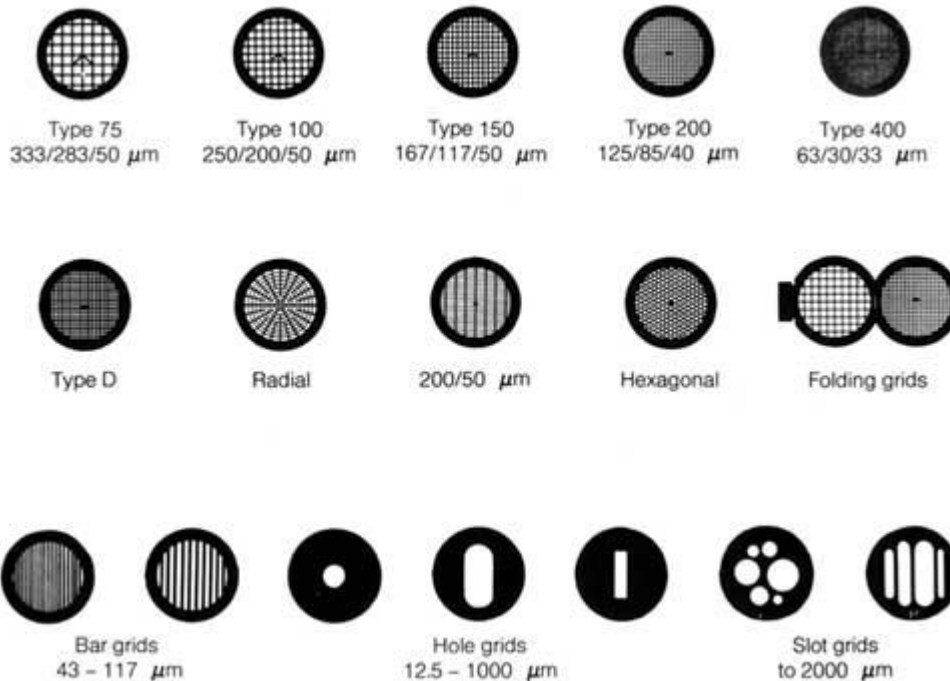 Type 75
333/283/50 μm
Type 100
250/200/50 μm
Type 150
167/117/50 μm
Type 200
125/85/40 μm
Type 400
63/30/33 μm
Type D
Radial
200/50 μm
Hexagonal
Folding grids
Bar grids
43 – 117 μm
Hole grids
12.5 – 1000 μm
Slot grids
to 2000 μm